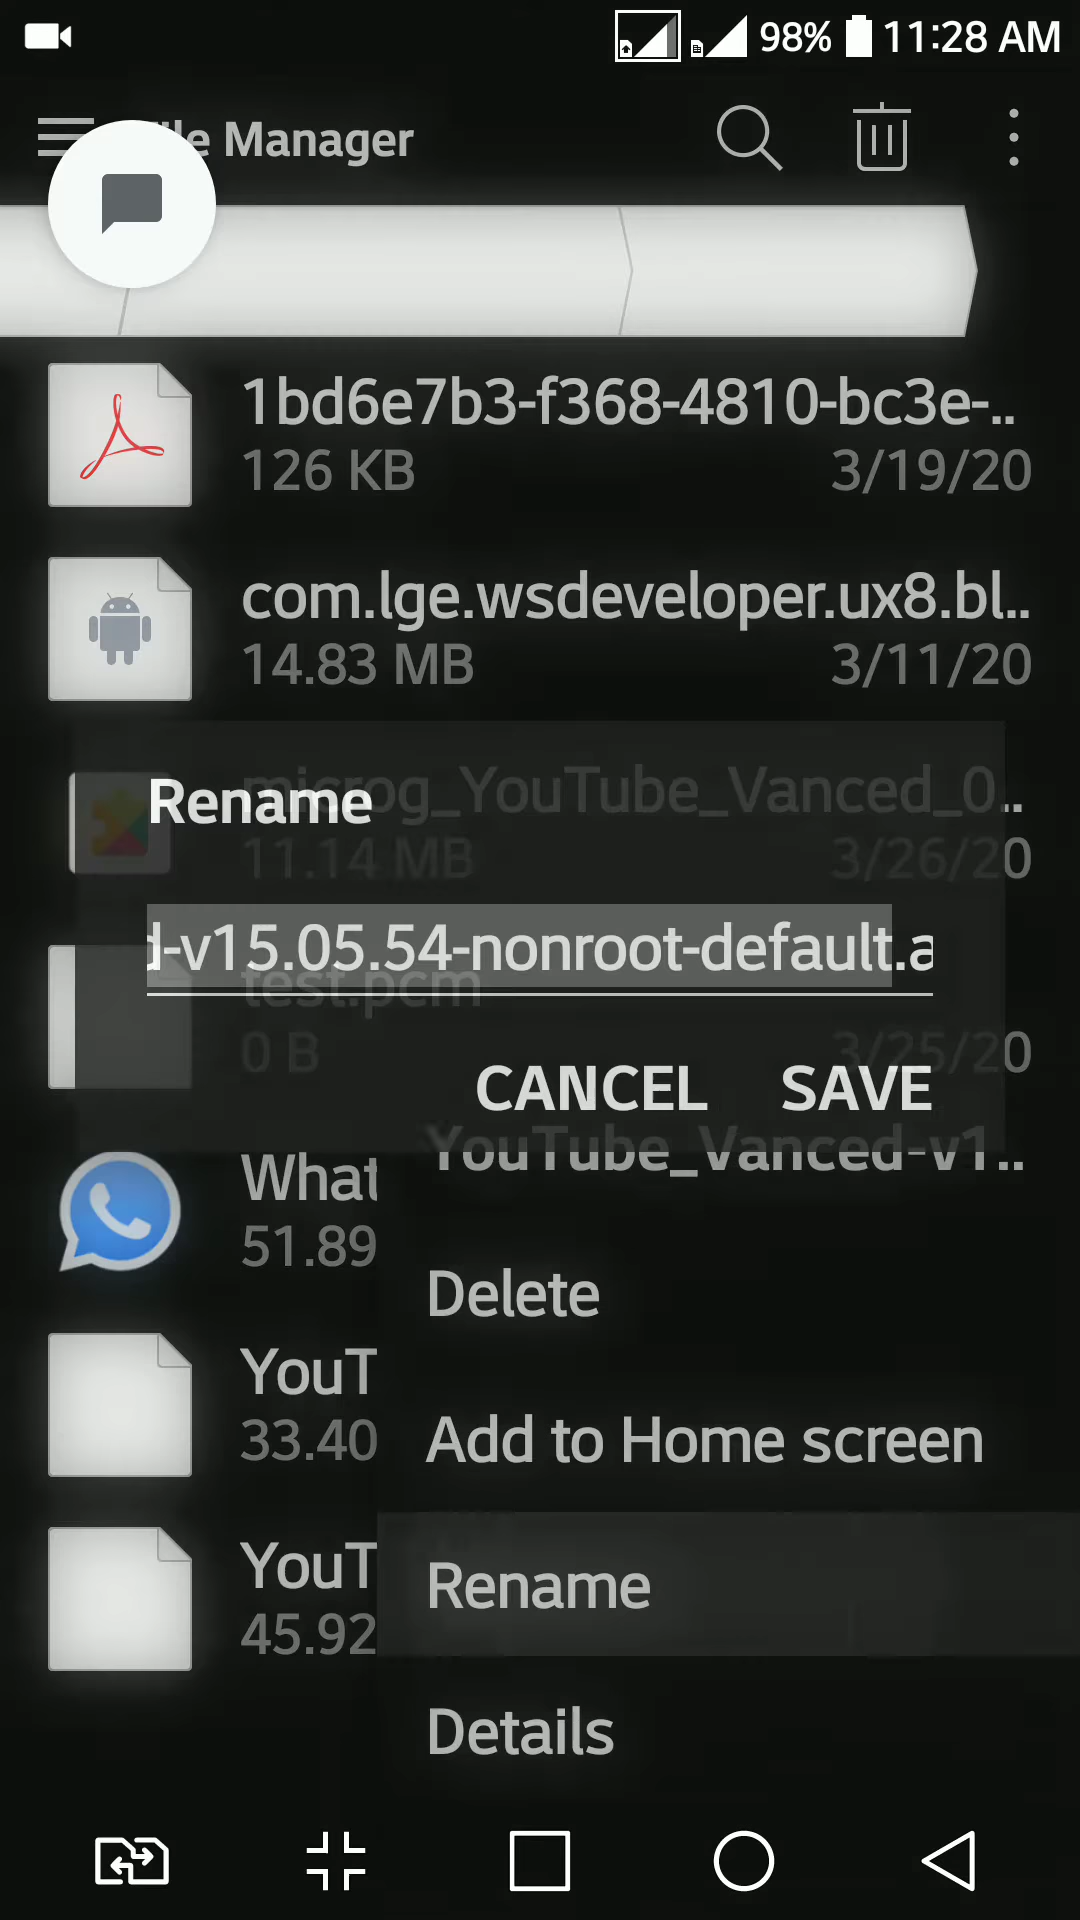 98% 11:28 AM
File Manager
1bd6e7b3-f368-4810-bc3e-..
126 KB 3/19/20
com.lge.wsdeveloper.ux8.bl..
14.83 MB 3/11/20
microg_YouTube_Vanced_0..
11.14 MB 3/26/20
Rename
d-v15.05.54-nonroot-default.a
test.pcm
0 B 3/25/20
CANCEL SAVE
YouTube_Vanced-v1..
What
51.89
Delete
YouT
33.40
Add to Home screen
YouT
45.92
Rename
Details